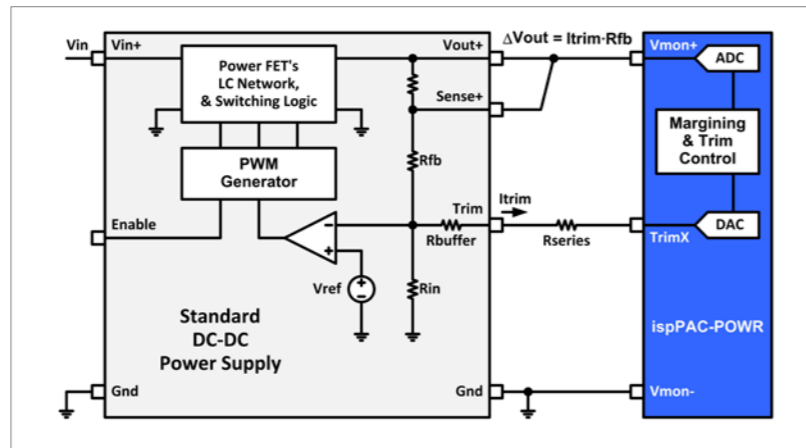 Vin
Vin+
Power FET's
LC Network,
& Switching Logic
Vout+
ΔVout = Itrim·Rfb
Vmon+
ADC
Sense+
Margining
& Trim
Control
Rfb
PWM
Generator
Enable
Trim
Itrim
DAC
Rbuffer
Rseries
TrimX
Vref
Rin
Standard
DC-DC
Power Supply
ispPAC-POWR
Gnd
Gnd
Vmon-